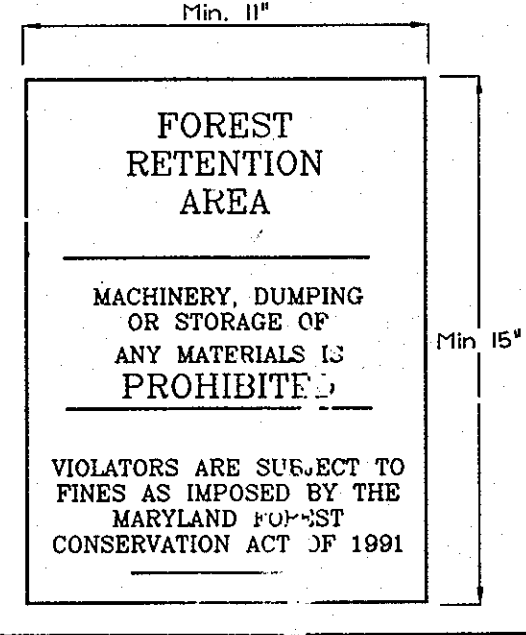 Min. 11"
FOREST
RETENTION
AREA
MACHINERY, DUMPING
OR STORAGE OF
ANY MATERIALS IS
PROHIBITED
Min 15"
VIOLATORS ARE SUBJECT TO
FINES AS IMPOSED BY THE
MARYLAND FOREST
CONSERVATION ACT OF 1991